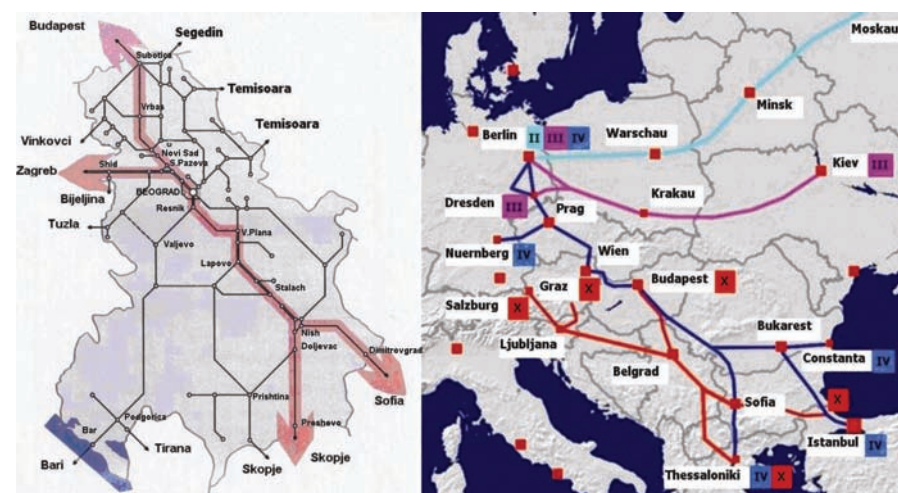 Budapest
Segedin
Subotica
Temisoara
Vrbas
Temisoara
Vinkovci
Novi Sad
S.Pazova
Shid
Zagreb
BEOGRAD
Bijeljina
Resnik
Tuzla
V.Plana
Valjevo
Lapovo
Stalach
Nish
Doljevac
Dimitrovgrad
Sofia
Prishtina
Podgorica
Preshevo
Bar
Tirana
Bari
Skopje
Skopje
Moskau
Minsk
Berlin II III IV
Warschau
Kiev III
Krakau
Dresden III
Prag
Nuernberg IV
Wien
Graz X
Budapest X
Salzburg X
Bukarest
Ljubljana
Constanta IV
Belgrad
Sofia
X
Istanbul IV
Thessaloniki IV X